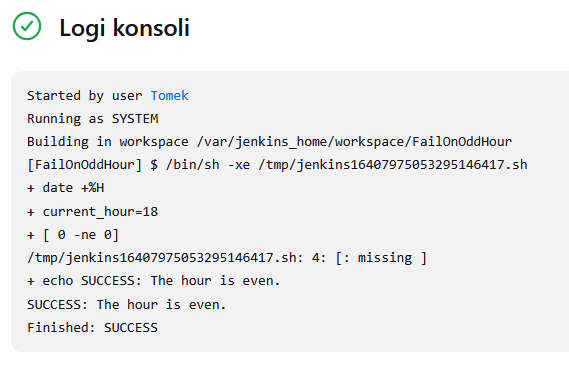 Logi konsoli
Started by user Tomek
Running as SYSTEM
Building in workspace /var/jenkins_home/workspace/FailOnOddHour
[FailOnOddHour] $ /bin/sh -xe /tmp/jenkins16407975053295146417.sh
+ date +%H
+ current_hour=18
+ [ 0 -ne 0]
/tmp/jenkins16407975053295146417.sh: 4: [: missing ]
+ echo SUCCESS: The hour is even.
SUCCESS: The hour is even.
Finished: SUCCESS